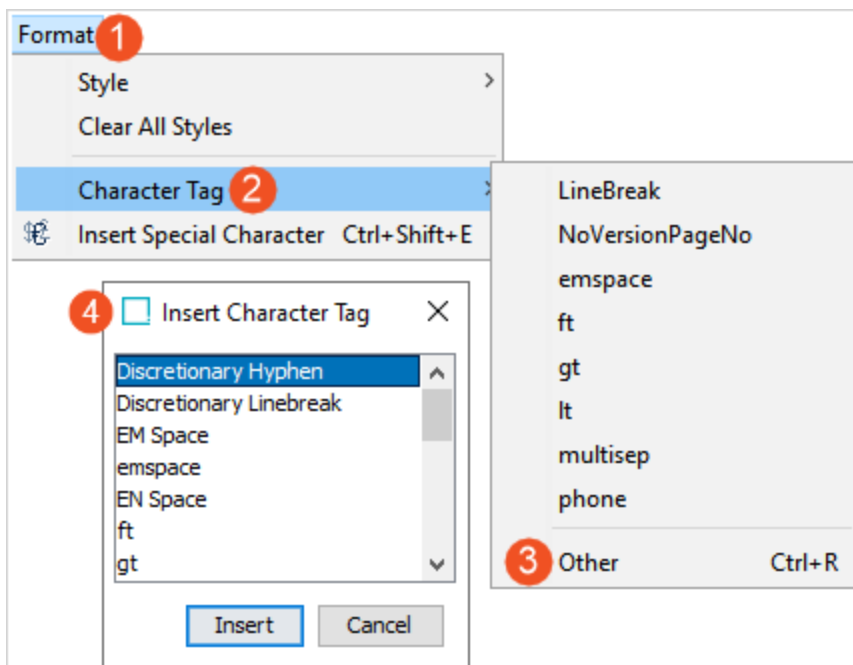 Format 1
Style
Clear All Styles
Character Tag 2
Insert Special Character Ctrl+Shift+E
LineBreak
NoVersionPageNo
emspace
ft
gt
lt
multisep
phone
3 Other Ctrl+R
4 Insert Character Tag
Discretionary Hyphen
Discretionary Linebreak
EM Space
emspace
EN Space
ft
gt
Insert Cancel